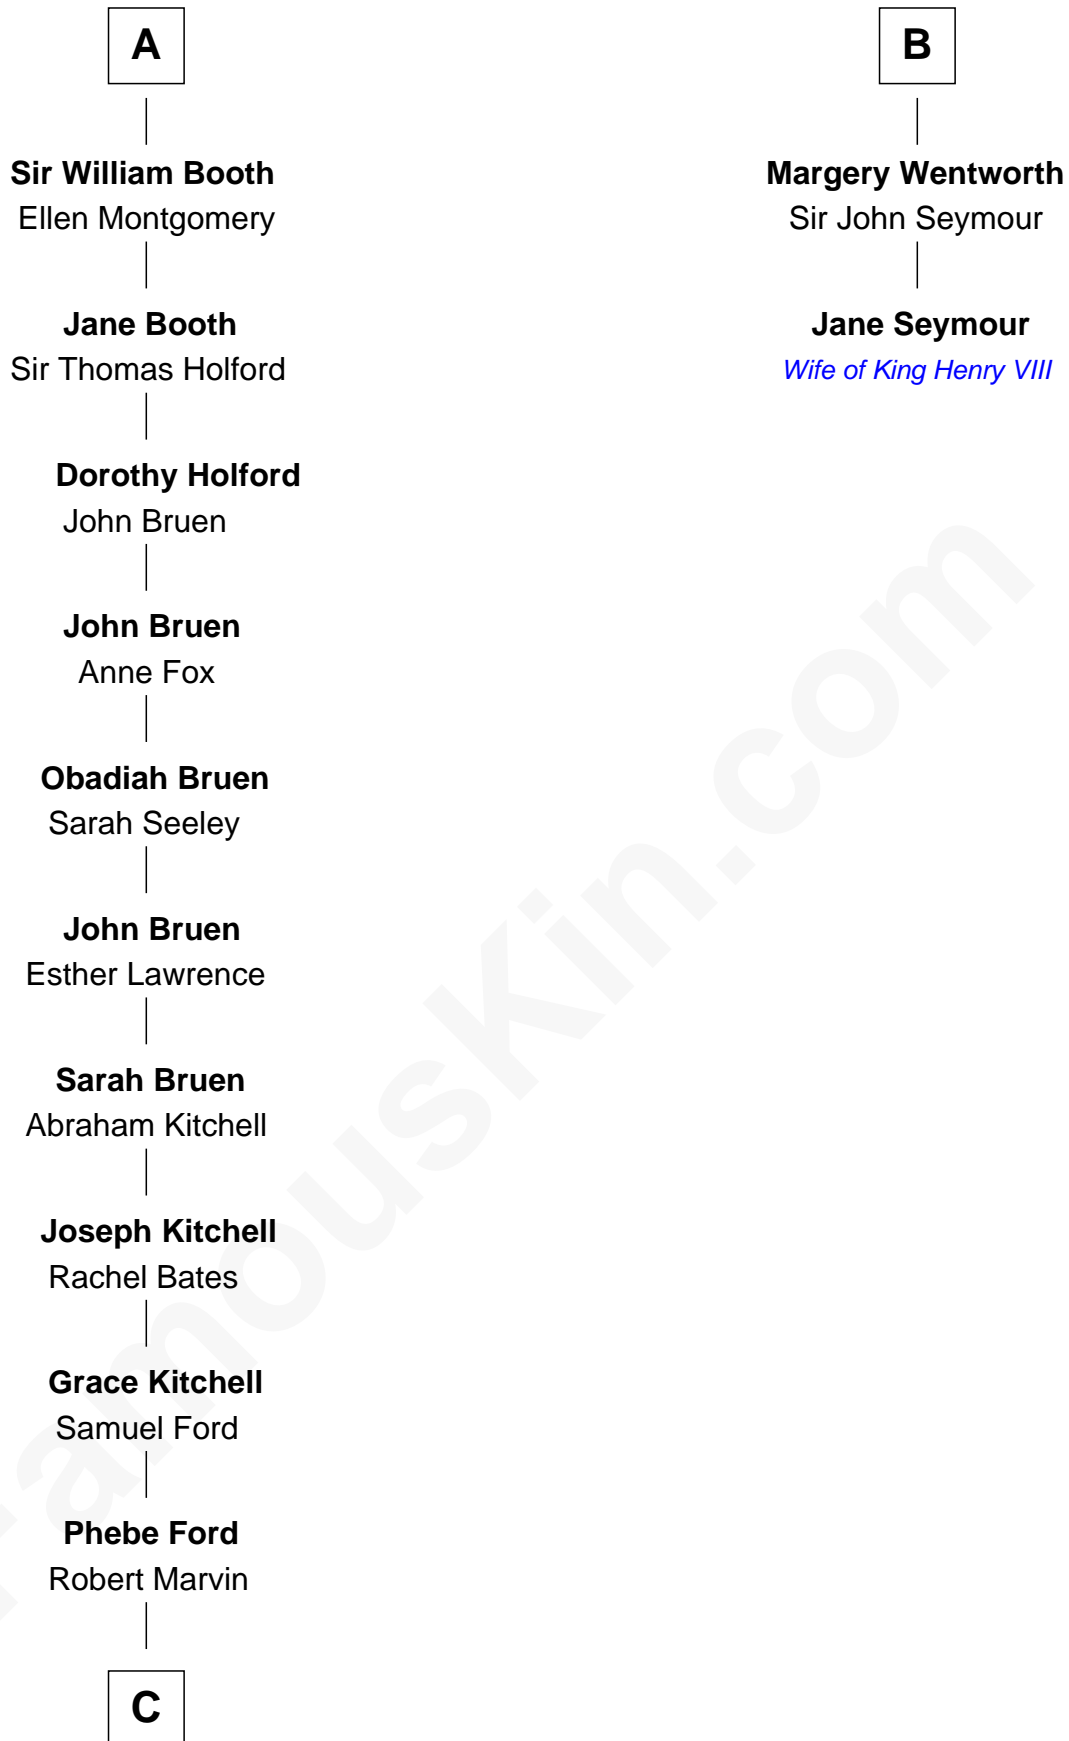 A
Sir William Booth
Ellen Montgomery
Jane Booth
Sir Thomas Holford
Dorothy Holford
John Bruen
John Bruen
Anne Fox
Obadiah Bruen
Sarah Seeley
John Bruen
Esther Lawrence
Sarah Bruen
Abraham Kitchell
Joseph Kitchell
Rachel Bates
Grace Kitchell
Samuel Ford
Phebe Ford
Robert Marvin
C
B
Margery Wentworth
Sir John Seymour
Jane Seymour
Wife of King Henry VIII
FamousKin.com